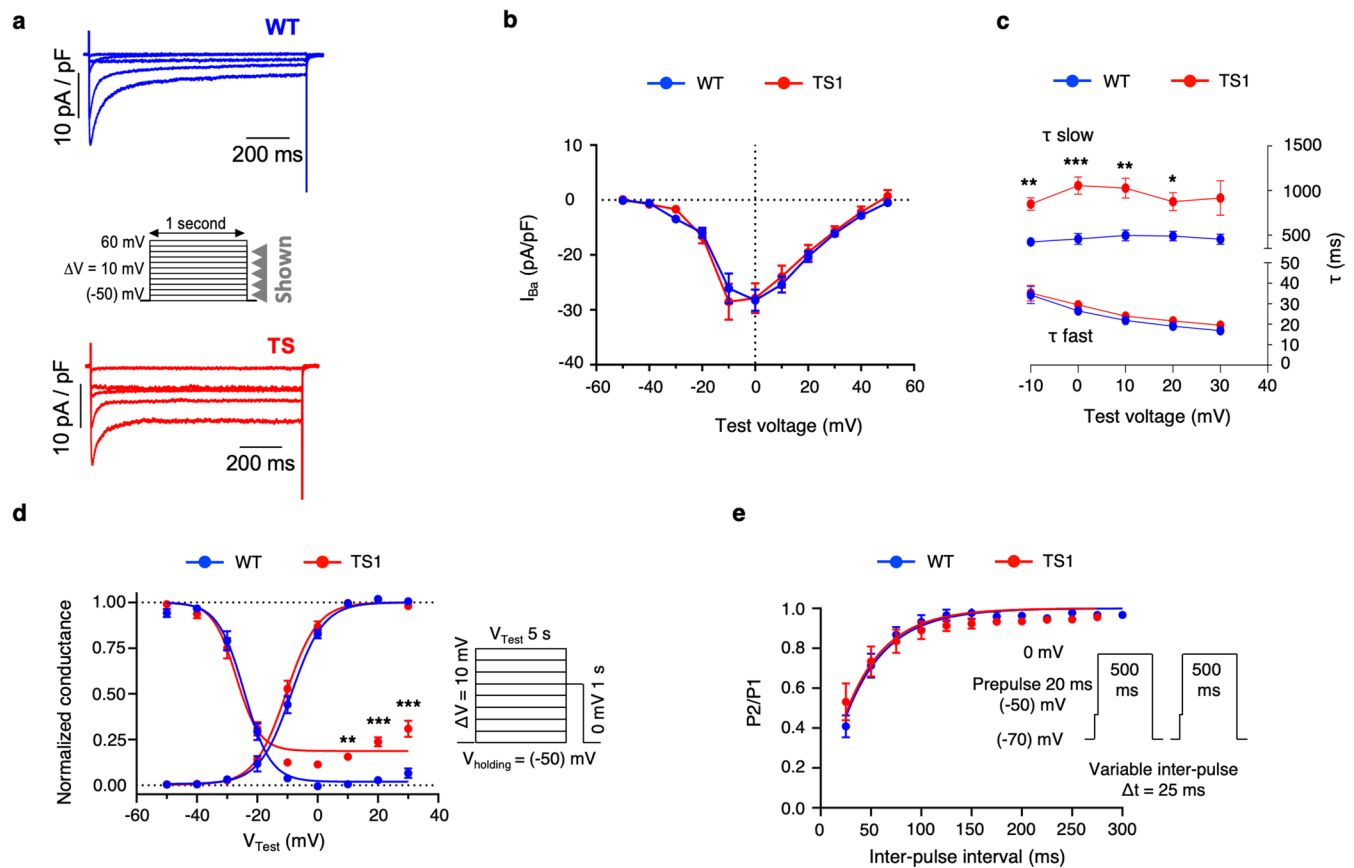 a
WT
10 pA / pF
200 ms
1 second
60 mV
ΔV = 10 mV
(-50) mV
Shown
TS
10 pA / pF
200 ms
b
WT
TS1
10
0
-10
-20
-30
-40
I_Ba (pA/pF)
-60
-40
-20
0
20
40
60
Test voltage (mV)
c
WT
TS1
τ slow
**
***
**
*
1500
1000
500
50
40
30
20
10
0
τ (ms)
τ fast
-10
0
10
20
30
40
Test voltage (mV)
d
WT
TS1
1.00
0.75
0.50
0.25
0.00
Normalized conductance
**
***
***
-60
-40
-20
0
20
40
V_Test (mV)
V_Test 5 s
ΔV = 10 mV
0 mV 1 s
V_holding = (-50) mV
e
WT
TS1
1.0
0.8
0.6
0.4
0.2
0.0
P2/P1
0
50
100
150
200
250
300
Inter-pulse interval (ms)
0 mV
500
ms
500
ms
Prepulse 20 ms
(-50) mV
(-70) mV
Variable inter-pulse
Δt = 25 ms